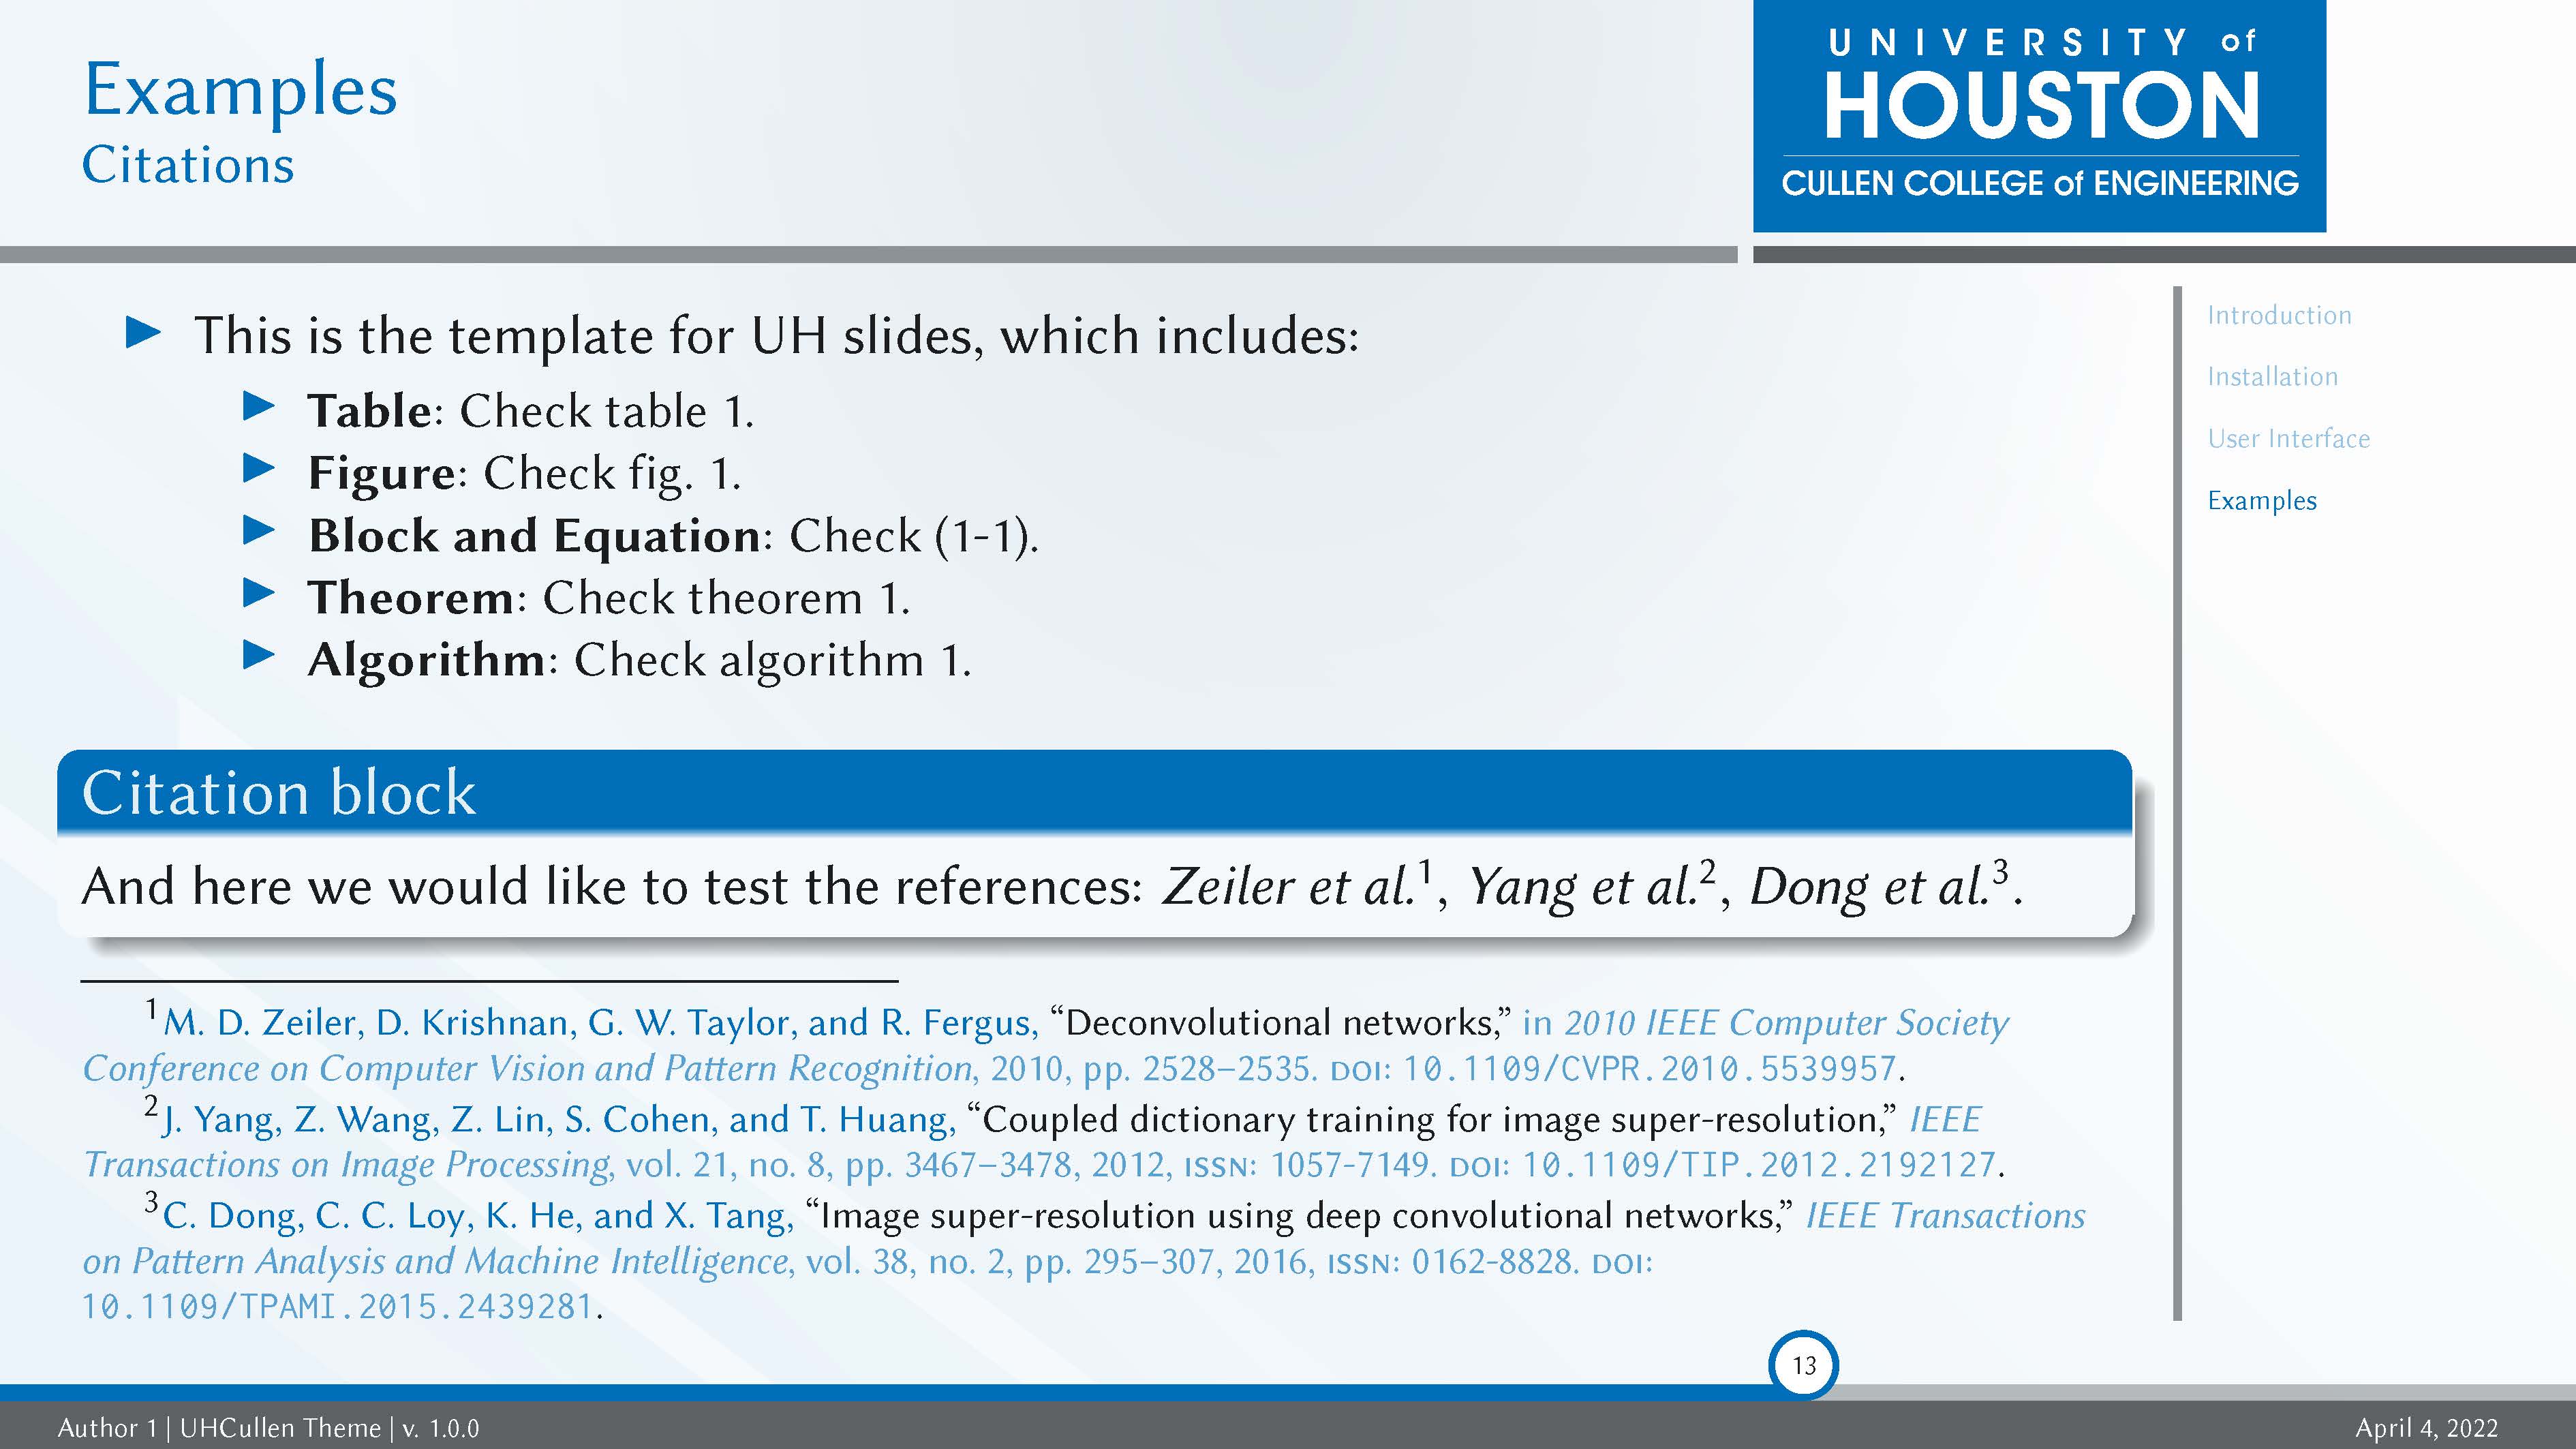 Examples
Citations
UNIVERSITY of
HOUSTON
CULLEN COLLEGE of ENGINEERING
This is the template for UH slides, which includes:
Table: Check table 1.
Figure: Check fig. 1.
Block and Equation: Check (1-1).
Theorem: Check theorem 1.
Algorithm: Check algorithm 1.
Introduction
Installation
User Interface
Examples
Citation block
And here we would like to test the references: Zeiler et al.1, Yang et al.2, Dong et al.3.
1M. D. Zeiler, D. Krishnan, G. W. Taylor, and R. Fergus, “Deconvolutional networks,” in 2010 IEEE Computer Society
Conference on Computer Vision and Pattern Recognition, 2010, pp. 2528–2535. DOI: 10.1109/CVPR.2010.5539957.
2J. Yang, Z. Wang, Z. Lin, S. Cohen, and T. Huang, “Coupled dictionary training for image super-resolution,” IEEE
Transactions on Image Processing, vol. 21, no. 8, pp. 3467–3478, 2012, ISSN: 1057-7149. DOI: 10.1109/TIP.2012.2192127.
3C. Dong, C. C. Loy, K. He, and X. Tang, “Image super-resolution using deep convolutional networks,” IEEE Transactions
on Pattern Analysis and Machine Intelligence, vol. 38, no. 2, pp. 295–307, 2016, ISSN: 0162-8828. DOI:
10.1109/TPAMI.2015.2439281.
13
Author 1 | UHCullen Theme | v. 1.0.0
April 4, 2022